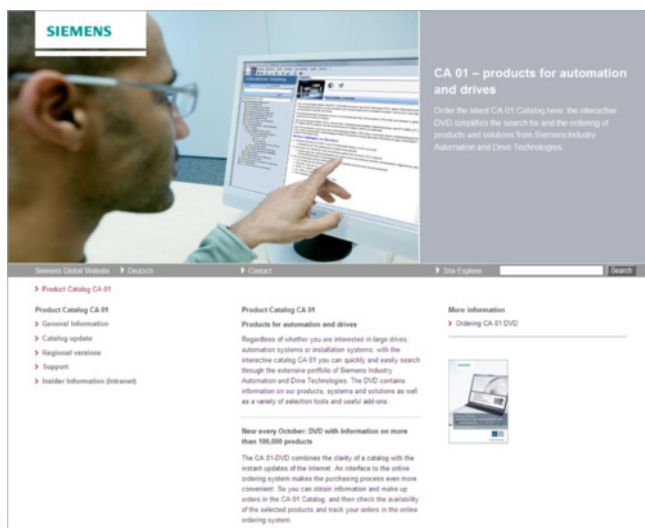 SIEMENS
CA 01 – products for automation
and drives
Order the latest CA 01 Catalog here: the interactive
DVD simplifies the search for and the ordering of
products and solutions from Siemens Industry
Automation and Drive Technologies.
Siemens Global Website Deutsch Contact Site Explorer Search
Product Catalog CA 01
Product Catalog CA 01
General Information
Catalog update
Regional versions
Support
Insider Information (Intranet)
Product Catalog CA 01
Products for automation and drives
Regardless of whether you are interested in large drives,
automation systems or installation systems: with the
interactive catalog CA 01 you can quickly and easily search
through the extensive portfolio of Siemens Industry
Automation and Drive Technologies. The DVD contains
information on our products, systems and solutions as well
as a variety of selection tools and useful add-ons.
New every October: DVD with information on more
than 100,000 products
The CA 01-DVD combines the clarity of a catalog with the
instant updates of the Internet. An interface to the online
ordering system makes the purchasing process even more
convenient: So you can obtain information and make up
orders in the CA 01 Catalog, and then check the availability
of the selected products and track your orders in the online
ordering system.
More information
Ordering CA 01 DVD